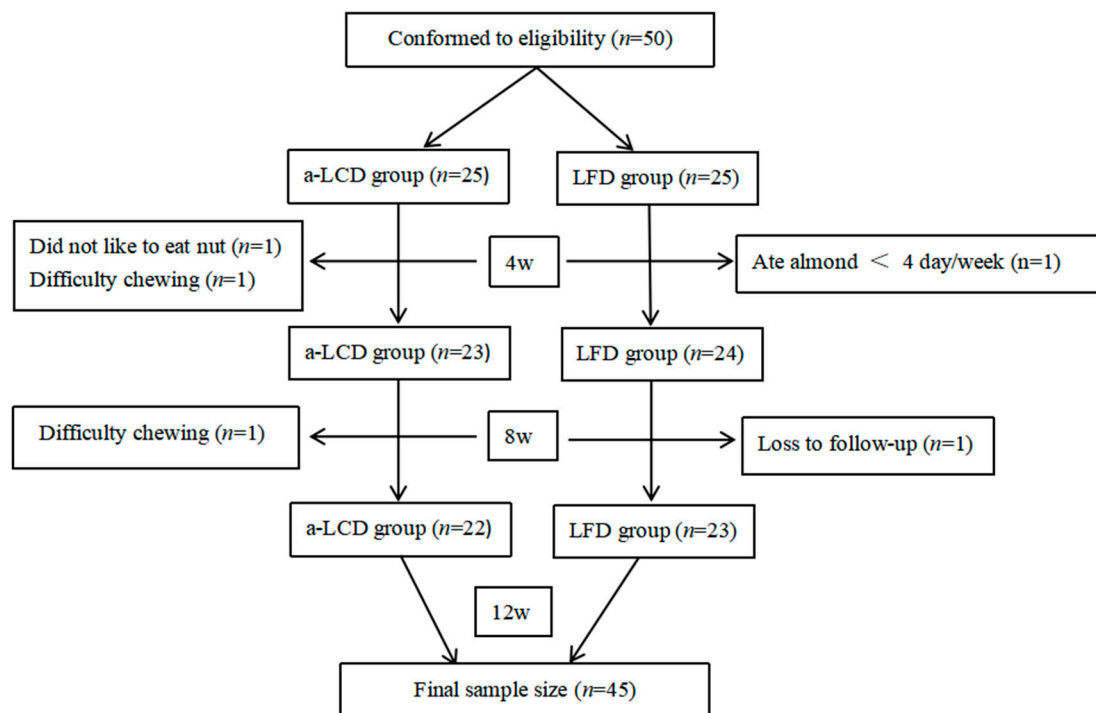 Conformed to eligibility (n=50)
a-LCD group (n=25)
LFD group (n=25)
Did not like to eat nut (n=1)
Difficulty chewing (n=1)
4w
Ate almond ＜ 4 day/week (n=1)
a-LCD group (n=23)
LFD group (n=24)
Difficulty chewing (n=1)
8w
Loss to follow-up (n=1)
a-LCD group (n=22)
LFD group (n=23)
12w
Final sample size (n=45)